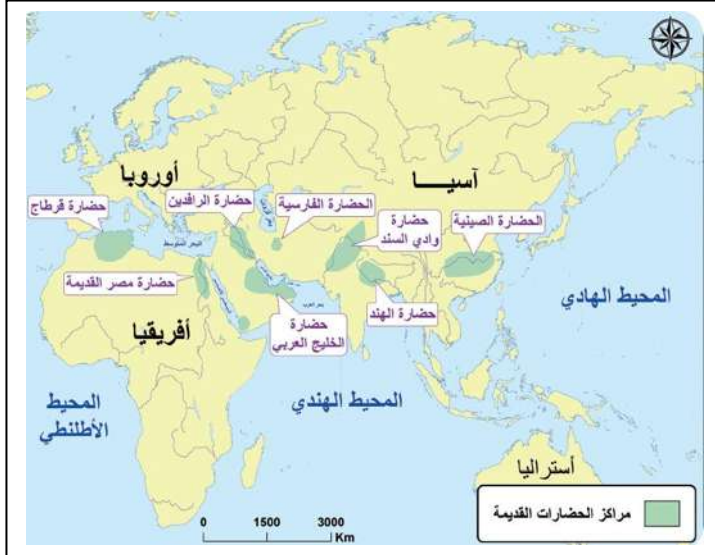 أوروبا
آسيـــا
حضارة قرطاج
حضارة الرافدين
الحضارة الفارسية
حضارة
وادي السند
الحضارة الصينية
البحر المتوسط
حضارة مصر القديمة
بحر العرب
حضارة
الخليج العربي
حضارة الهند
المحيط الهادي
أفريقيا
المحيط
الأطلنطي
المحيط الهندي
أستراليا
مراكز الحضارات القديمة
0 1500 3000
Km